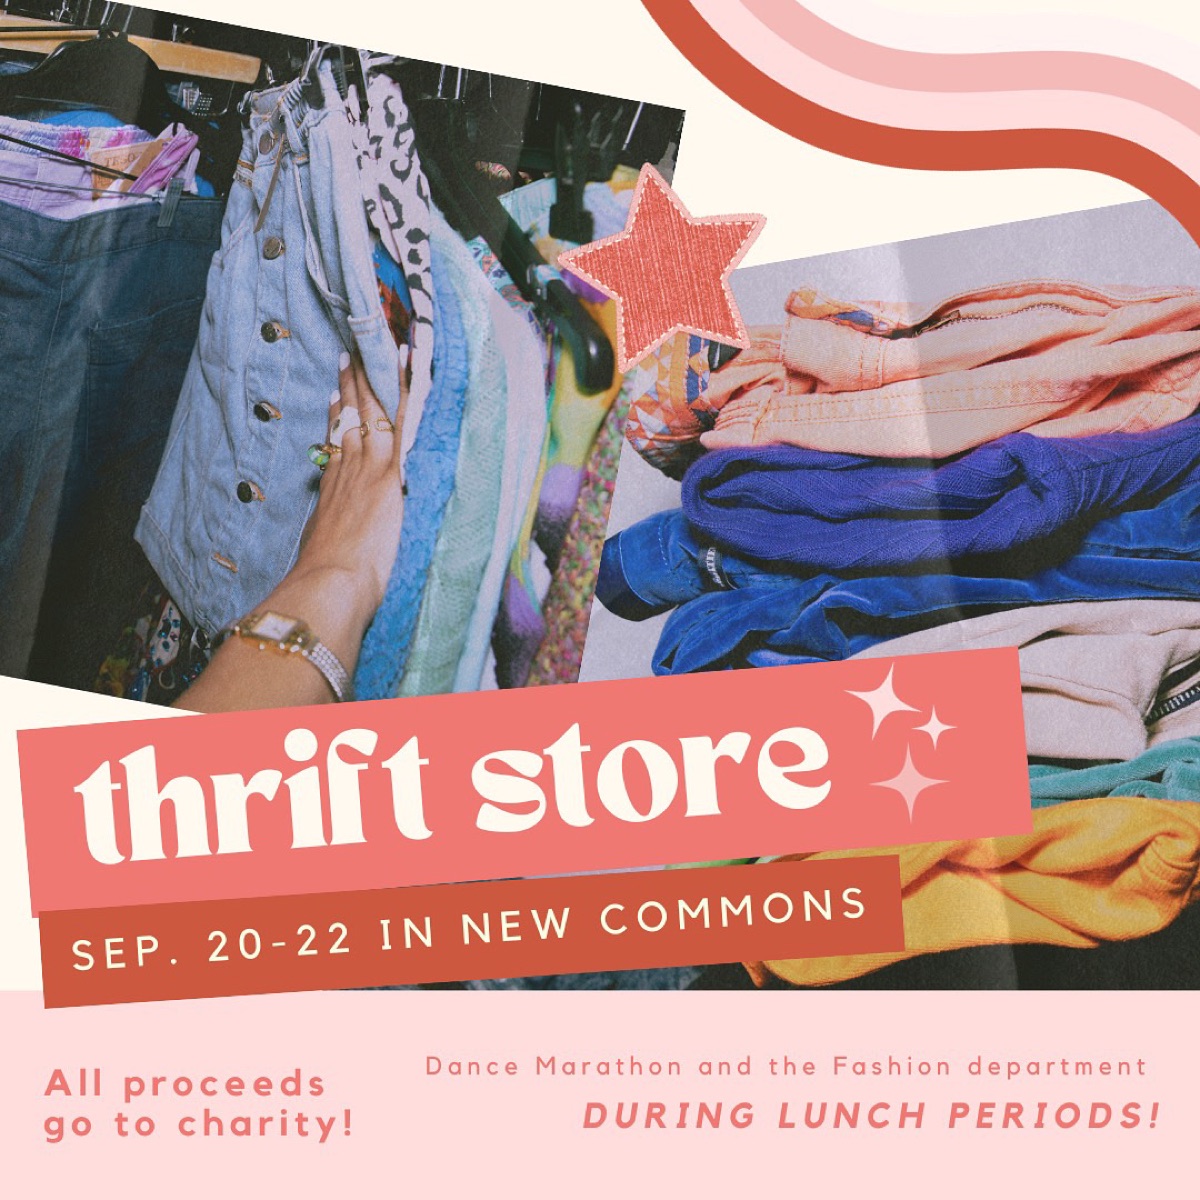 thrift store
SEP. 20-22 IN NEW COMMONS
All proceeds
go to charity!
Dance Marathon and the Fashion department
DURING LUNCH PERIODS!